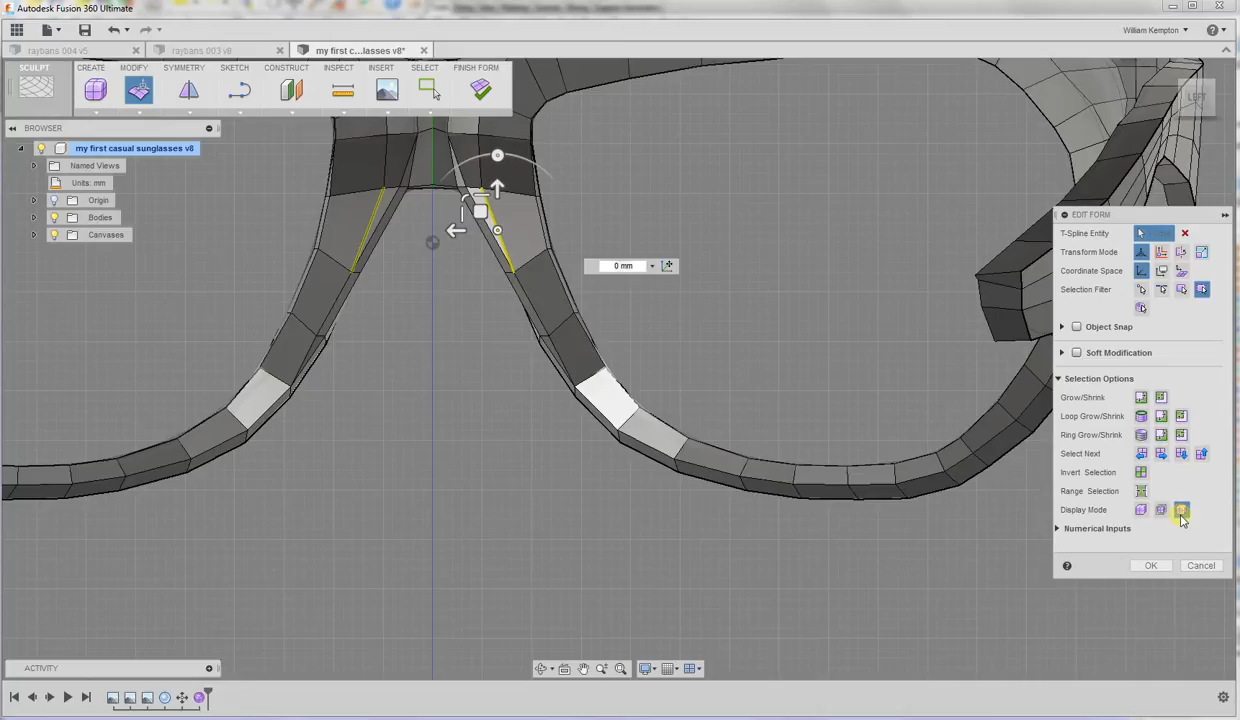 Autodesk Fusion 360 Ultimate
William Kempton
raybans 004 v5
raybans 003 v8
my first c...lasses v8*
SCULPT
CREATE
MODIFY
SYMMETRY
SKETCH
CONSTRUCT
INSPECT
INSERT
SELECT
FINISH FORM
LEFT
BROWSER
my first casual sunglasses v8
Named Views
Units: mm
Origin
Bodies
Canvases
0 mm
EDIT FORM
T-Spline Entity
Transform Mode
Coordinate Space
Selection Filter
Object Snap
Soft Modification
Selection Options
Grow/Shrink
Loop Grow/Shrink
Ring Grow/Shrink
Select Next
Invert Selection
Range Selection
Display Mode
Numerical Inputs
OK
Cancel
ACTIVITY